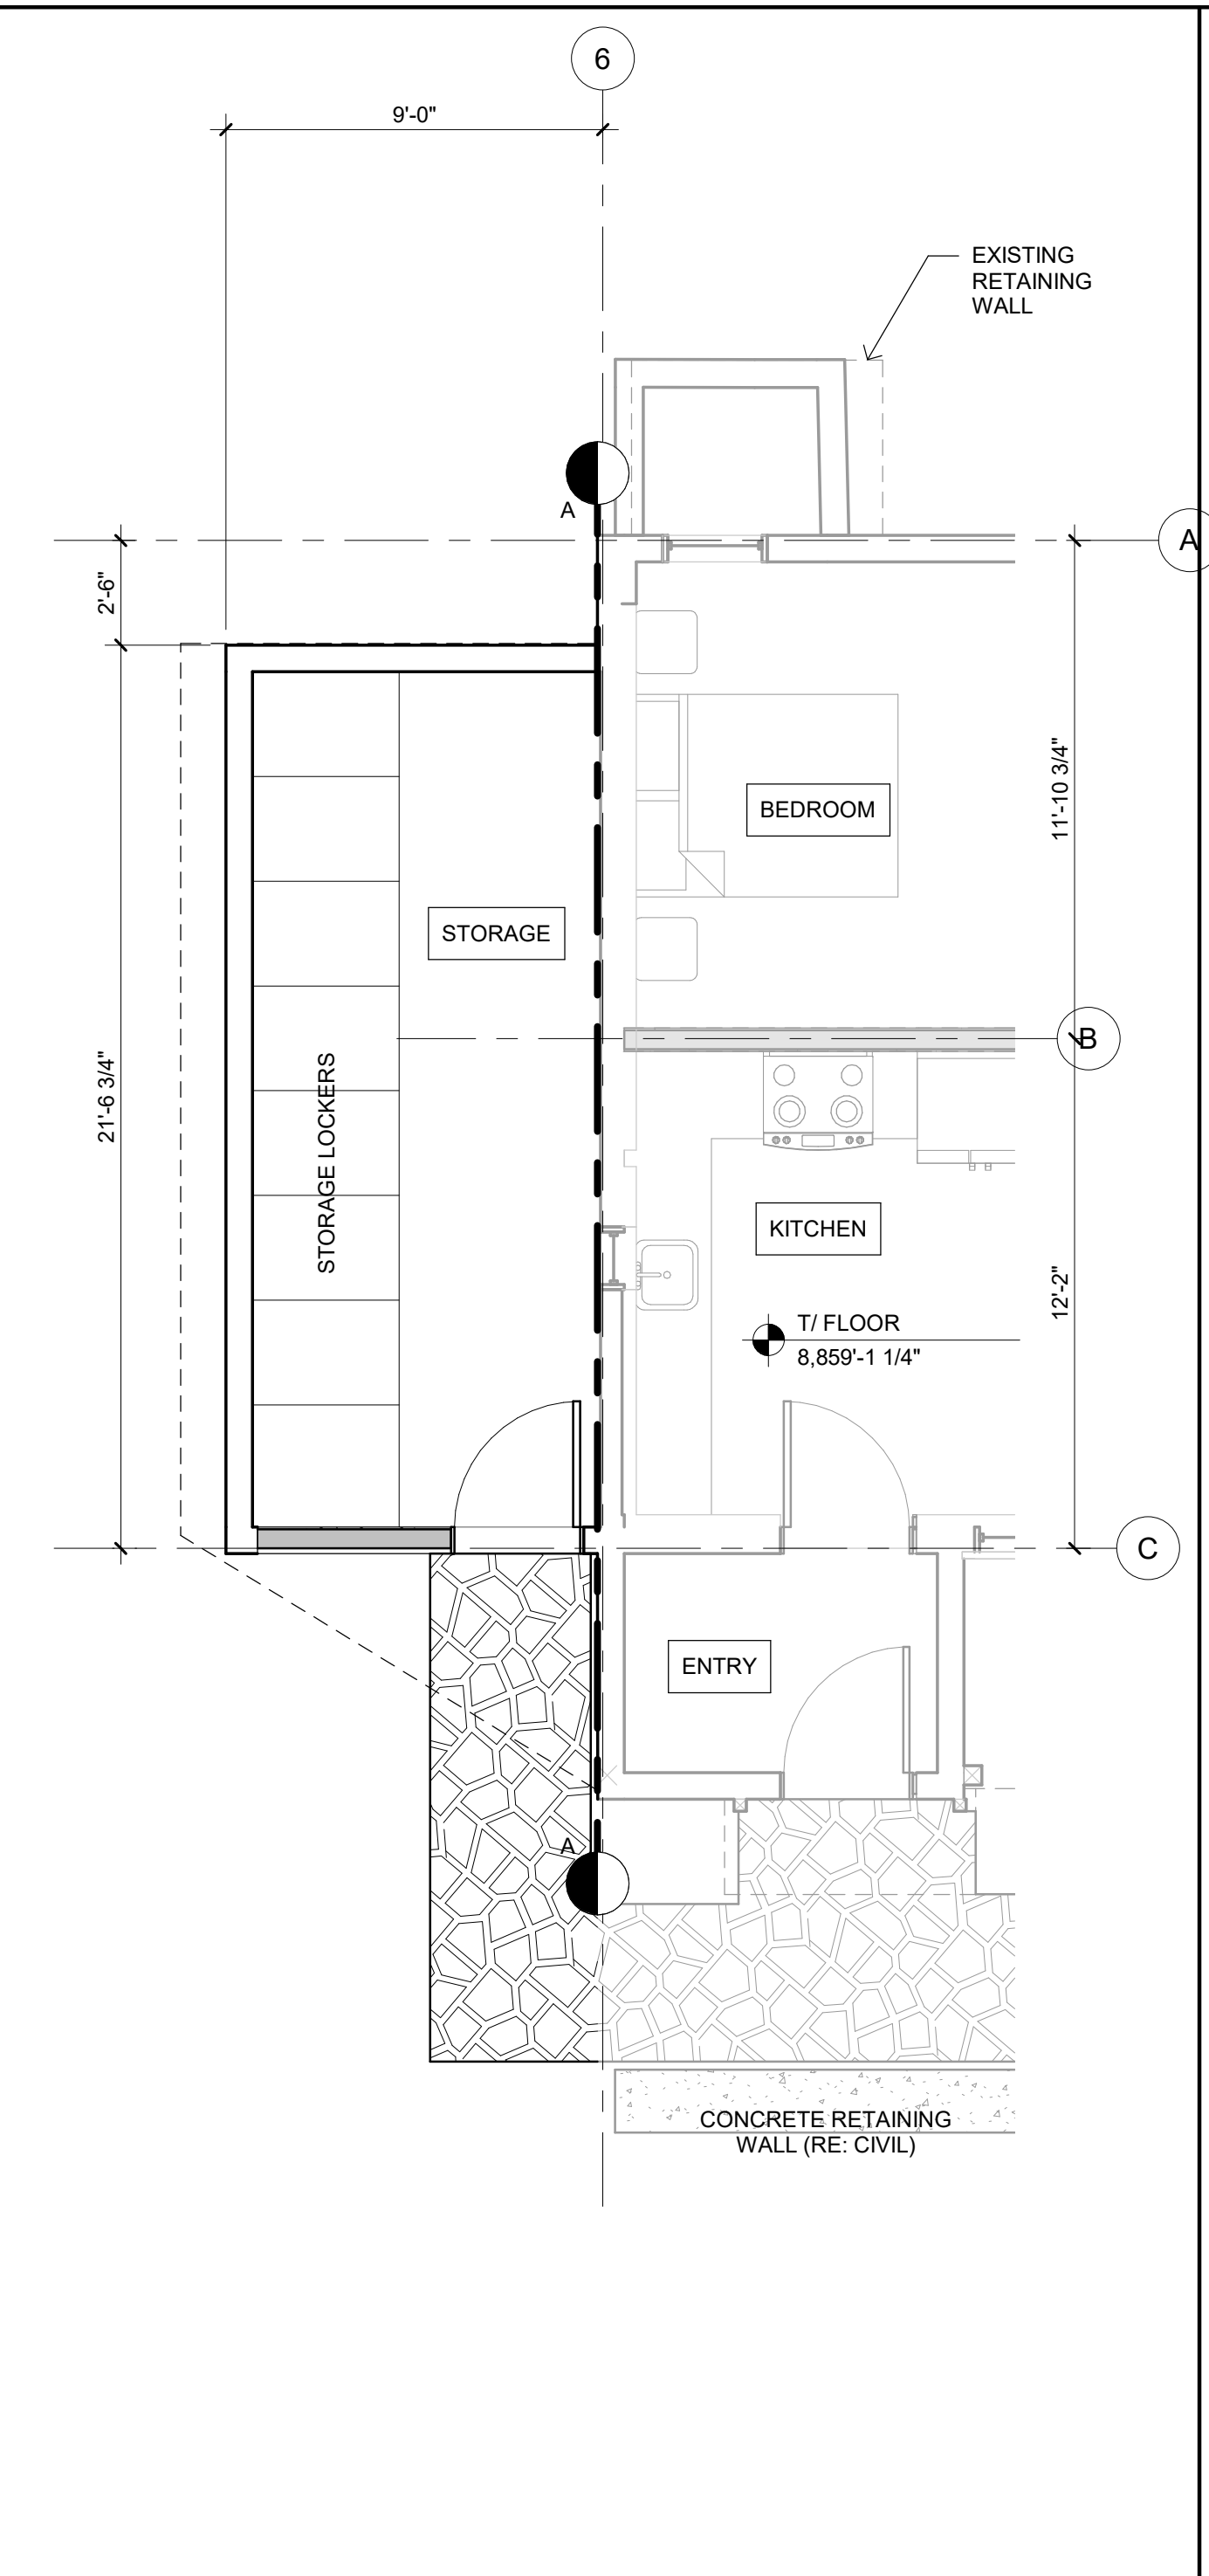 6
9'-0"
EXISTING
RETAINING
WALL
A
A
2'-6"
11'-10 3/4"
BEDROOM
STORAGE
B
21'-6 3/4"
STORAGE LOCKERS
KITCHEN
12'-2"
T/ FLOOR
8,859'-1 1/4"
C
ENTRY
A
CONCRETE RETAINING
WALL (RE: CIVIL)